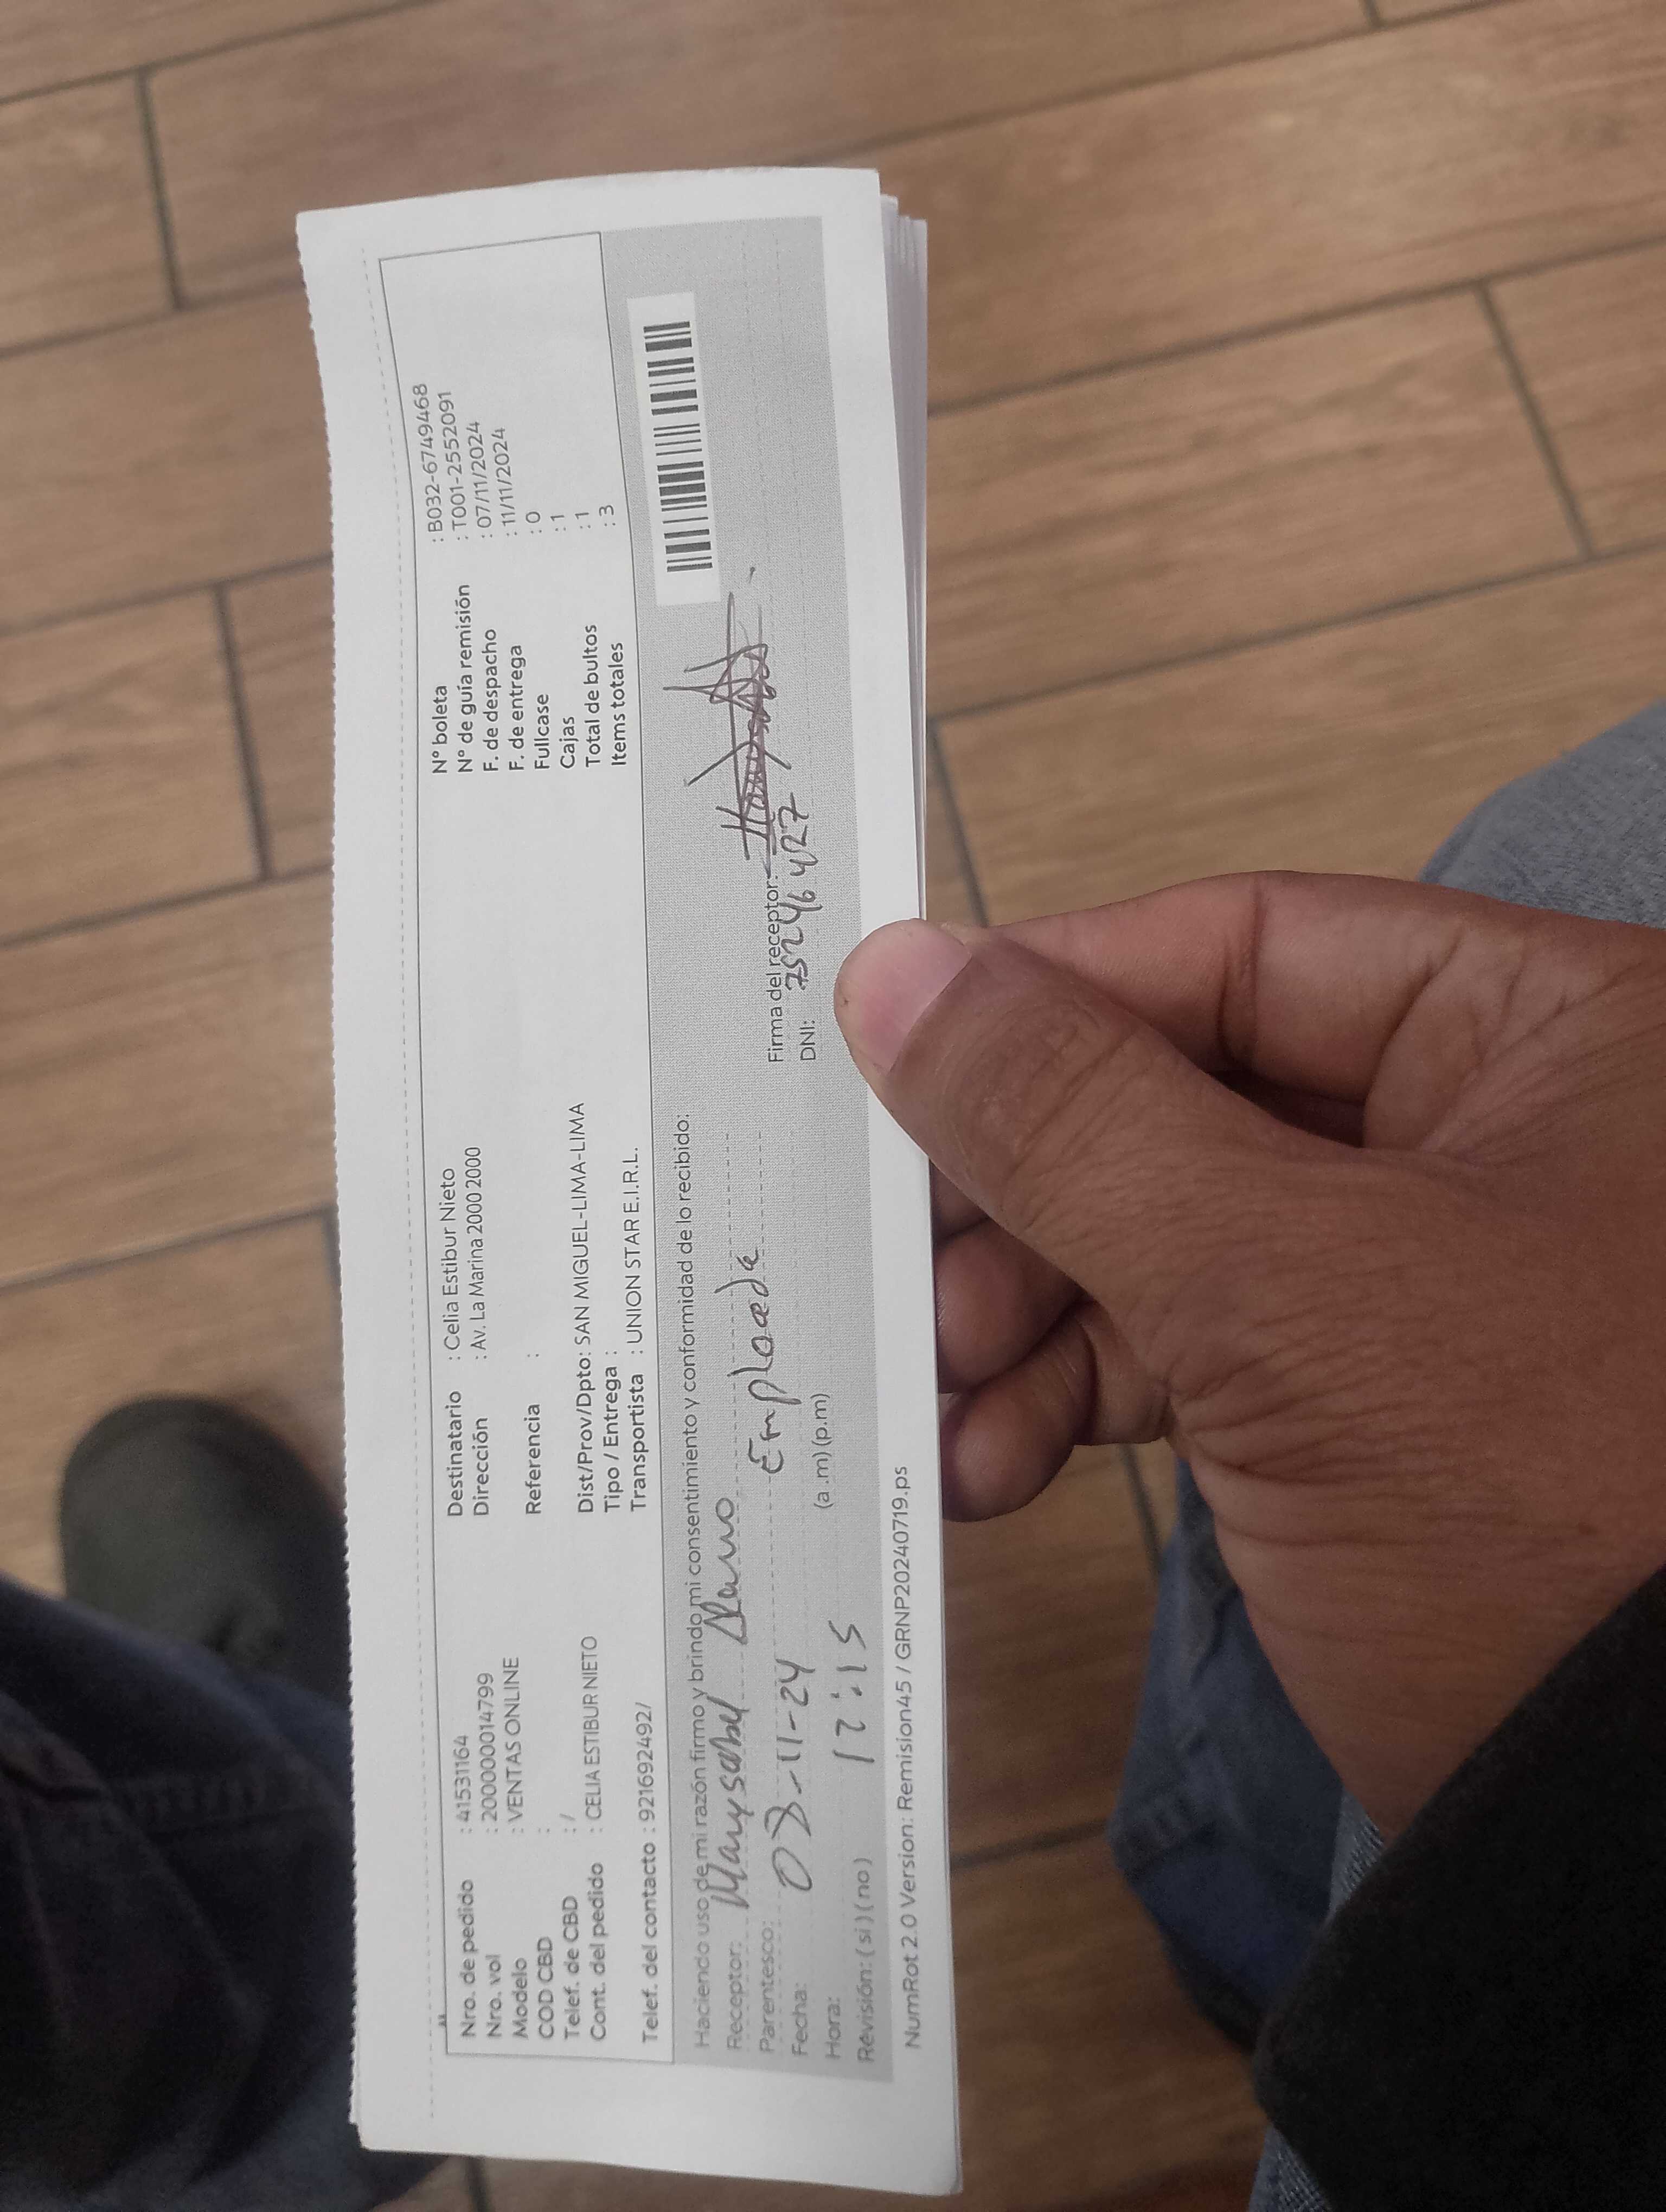 Nro. de pedido : 41531164
Nro. vol : 200000014799
Modelo : VENTAS ONLINE
COD CBD :
Telef. de CBD : /
Cont. del pedido : CELIA ESTIBUR NIETO
Telef. del contacto : 921692492/
Destinatario : Celia Estibur Nieto
Dirección : Av. La Marina 2000 2000
Referencia :
Dist/Prov/Dpto: SAN MIGUEL-LIMA-LIMA
Tipo / Entrega :
Transportista : UNION STAR E.I.R.L.
N° boleta : B032-6749468
N° de guía remisión : T001-2552091
F. de despacho : 07/11/2024
F. de entrega : 11/11/2024
Fullcase : 0
Cajas : 1
Total de bultos : 1
Items totales : 3
Haciendo uso de mi razón firmo y brindo mi consentimiento y conformidad de lo recibido:
Receptor: Marysabel
Parentesco: Empleada
Fecha: 08-11-24
Hora: 12:15 (a .m) (p.m)
Revisión: ( si ) ( no )
Firma del receptor:
DNI: 75246427
NumRot 2.0 Version: Remision45 / GRNP20240719.ps